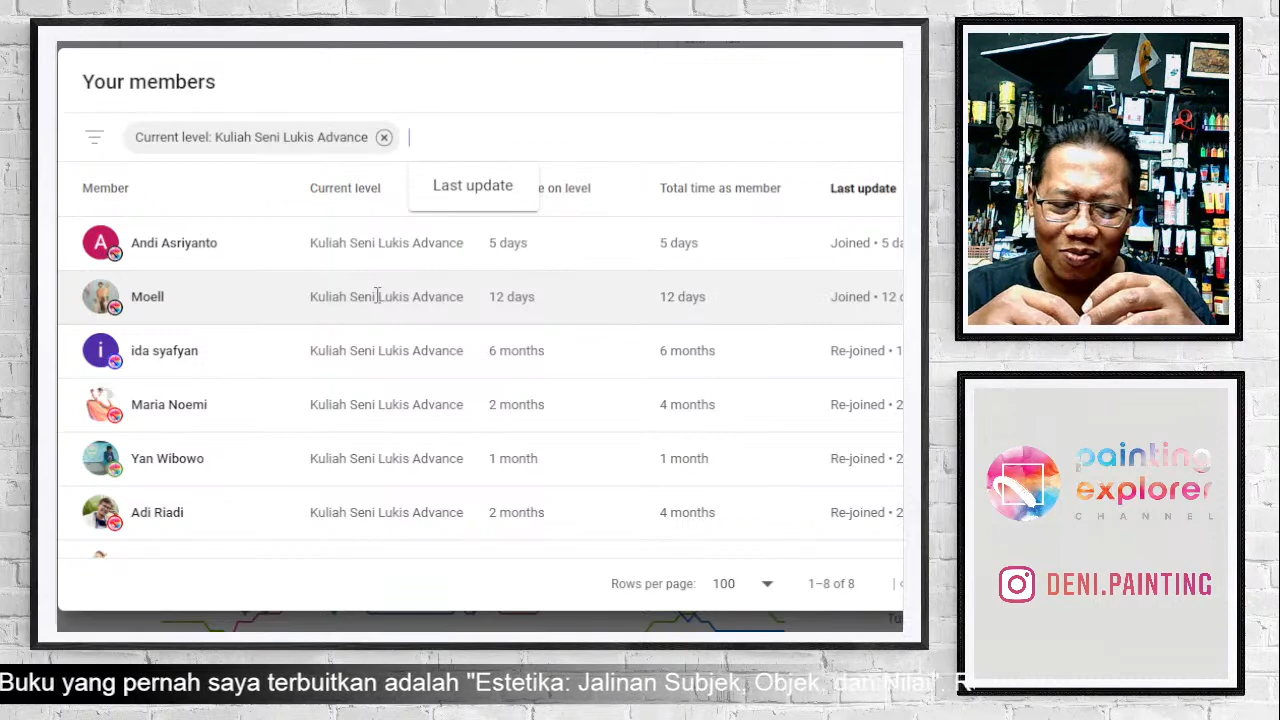 Your members
Current level: Kuliah Seni Lukis Advance
Last update
Member Current level e on level Total time as member Last update
A Andi Asriyanto Kuliah Seni Lukis Advance 5 days 5 days Joined • 5 da
Moell Kuliah Seni Lukis Advance 12 days 12 days Joined • 12
i ida syafyan Kuliah Seni Lukis Advance 6 months 6 months Re-joined • 1
Maria Noemi Kuliah Seni Lukis Advance 2 months 4 months Re-joined • 2
Yan Wibowo Kuliah Seni Lukis Advance 1 month 1 month Re-joined • 2
Adi Riadi Kuliah Seni Lukis Advance 2 months 4 months Re-joined • 2
Rows per page: 100 1–8 of 8
painting
explorer
CHANNEL
DENI.PAINTING
Buku yang pernah saya terbuitkan adalah "Estetika: Jalinan Subjek, Objek, dan Nilai".